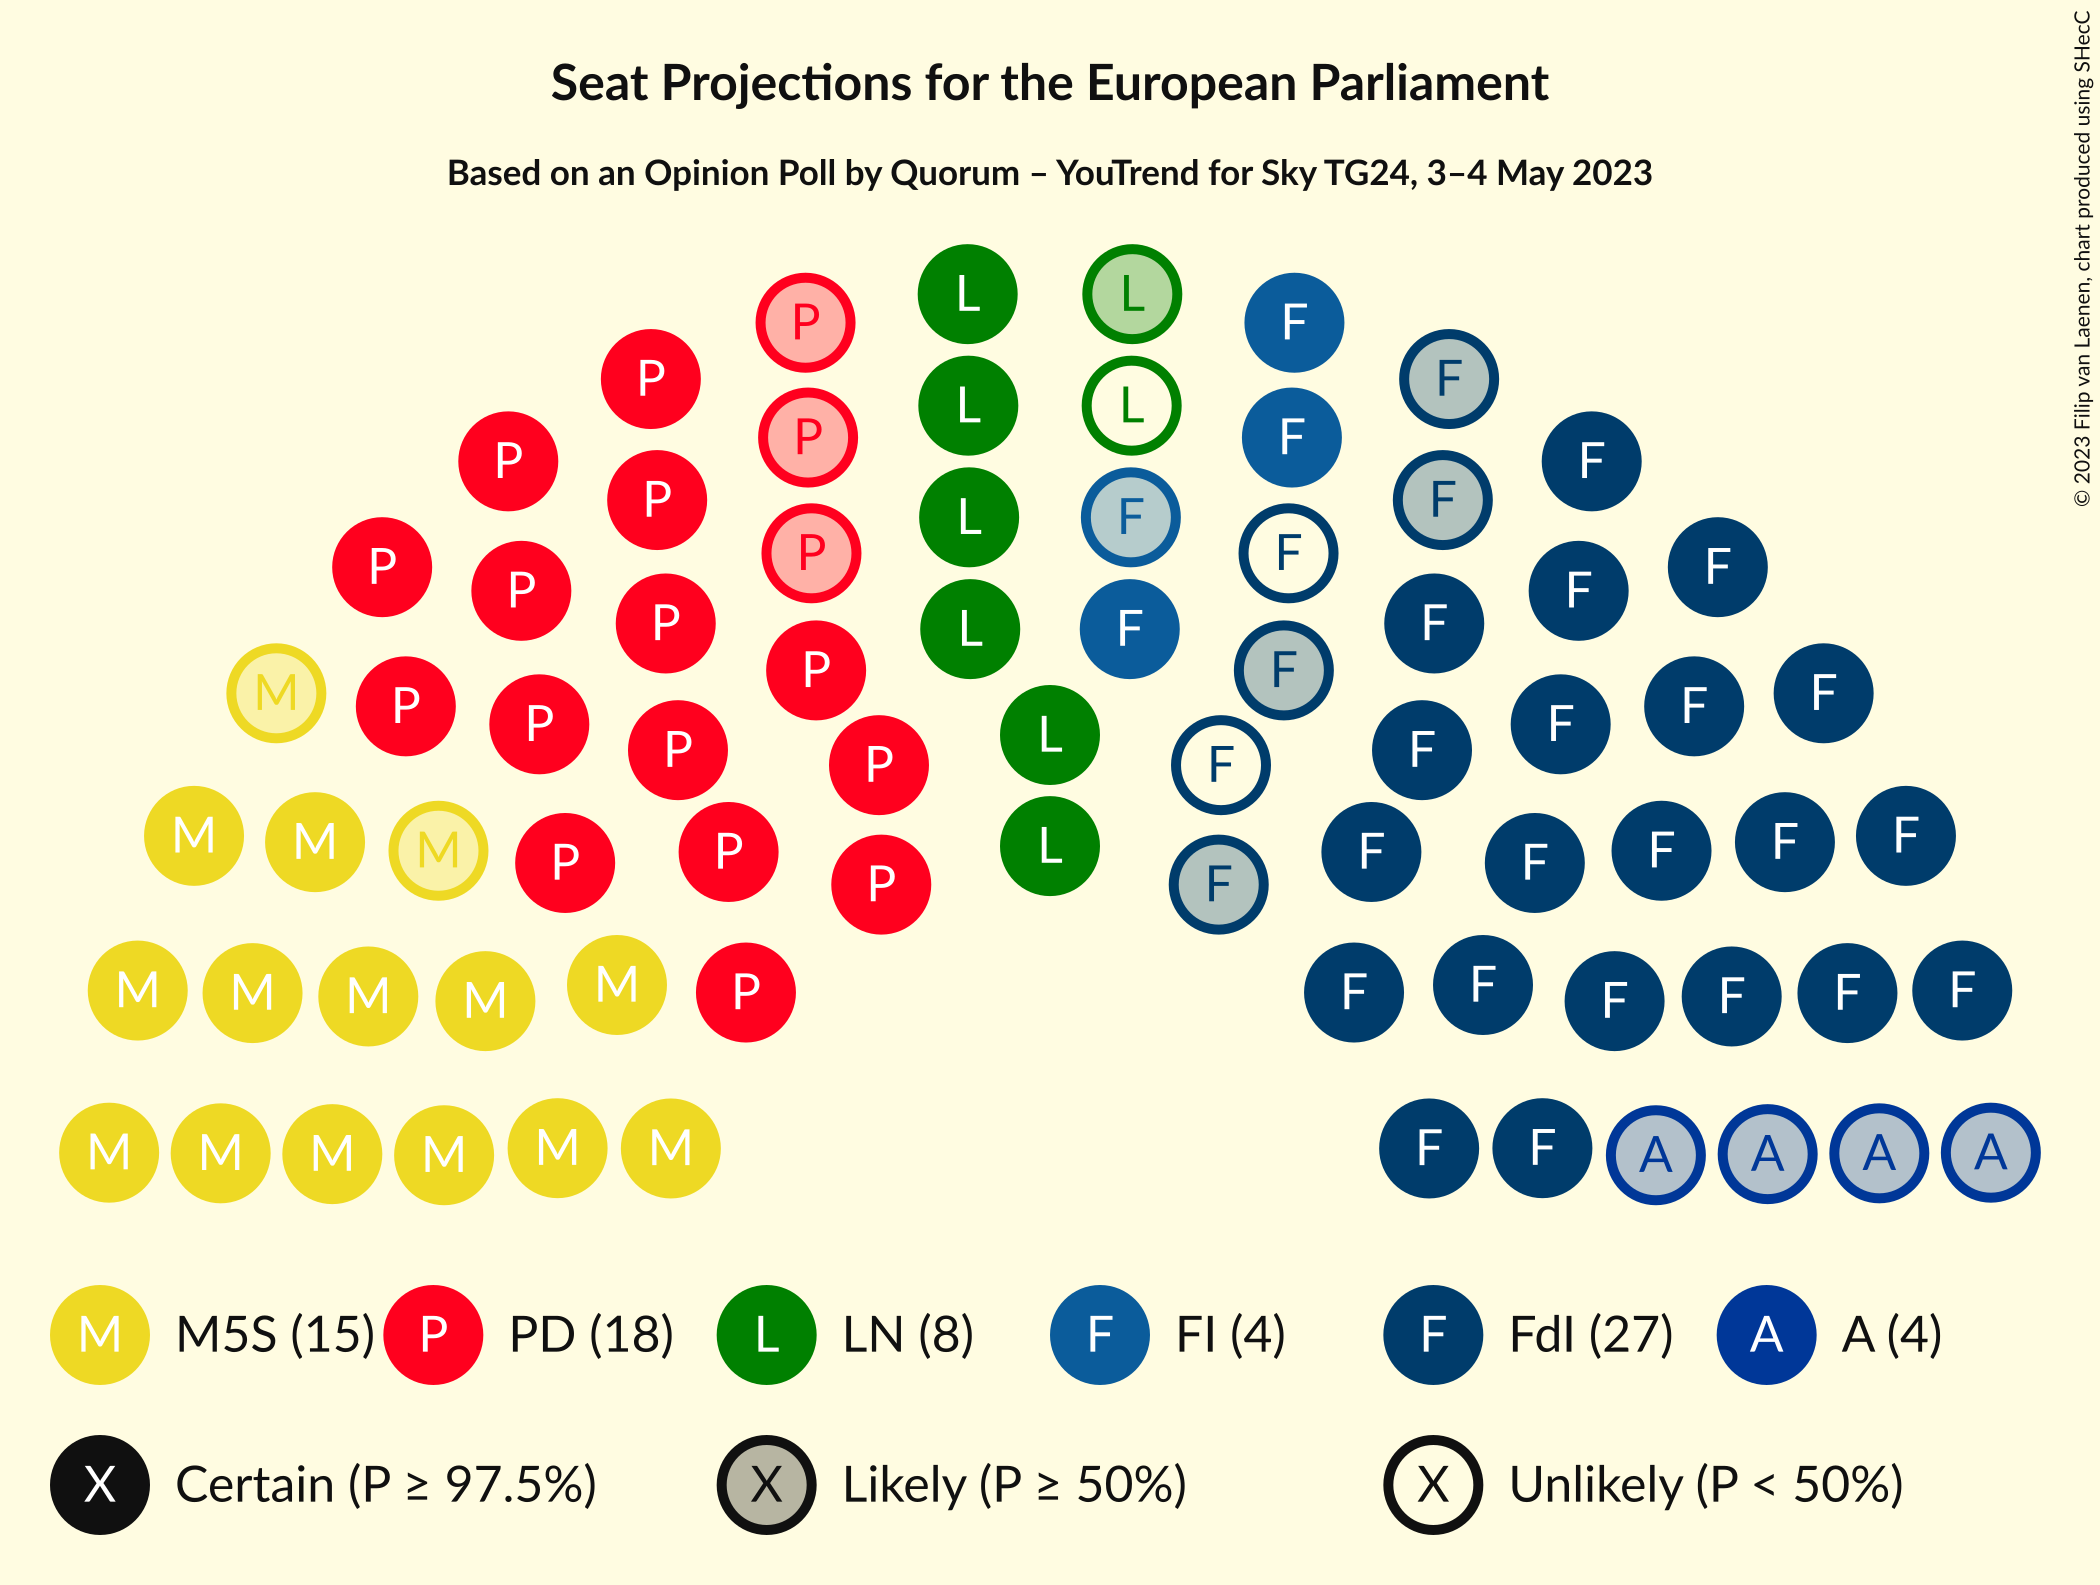 Seat Projections for the European Parliament
Based on an Opinion Poll by Quorum – YouTrend for Sky TG24, 3–4 May 2023
© 2023 Filip van Laenen, chart produced using SHecC
L L
P F
P F
L L
P F
P F
P F
L F
P F
P F
P F
P F
P F
L F
P F
M F
P F
P F
P F
L
P F
M F
M F
L
M P F F
P F
P F
M F
M P F F
M F
M F
M F
M M M M M M F F A A A A
M M5S (15) P PD (18) L LN (8) F FI (4) F FdI (27) A A (4)
X Certain (P ≥ 97.5%) X Likely (P ≥ 50%) X Unlikely (P < 50%)